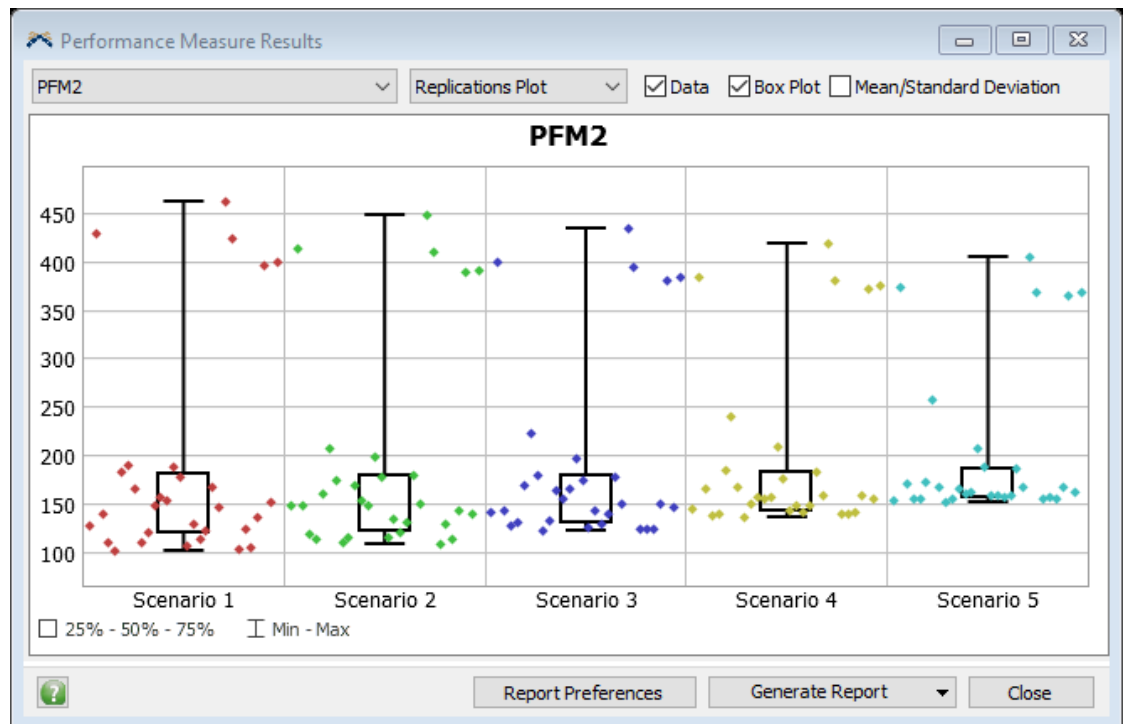 Performance Measure Results
PFM2 Replications Plot Data Box Plot Mean/Standard Deviation
PFM2
450
400
350
300
250
200
150
100
Scenario 1 Scenario 2 Scenario 3 Scenario 4 Scenario 5
25% - 50% - 75% Min - Max
? Report Preferences Generate Report Close